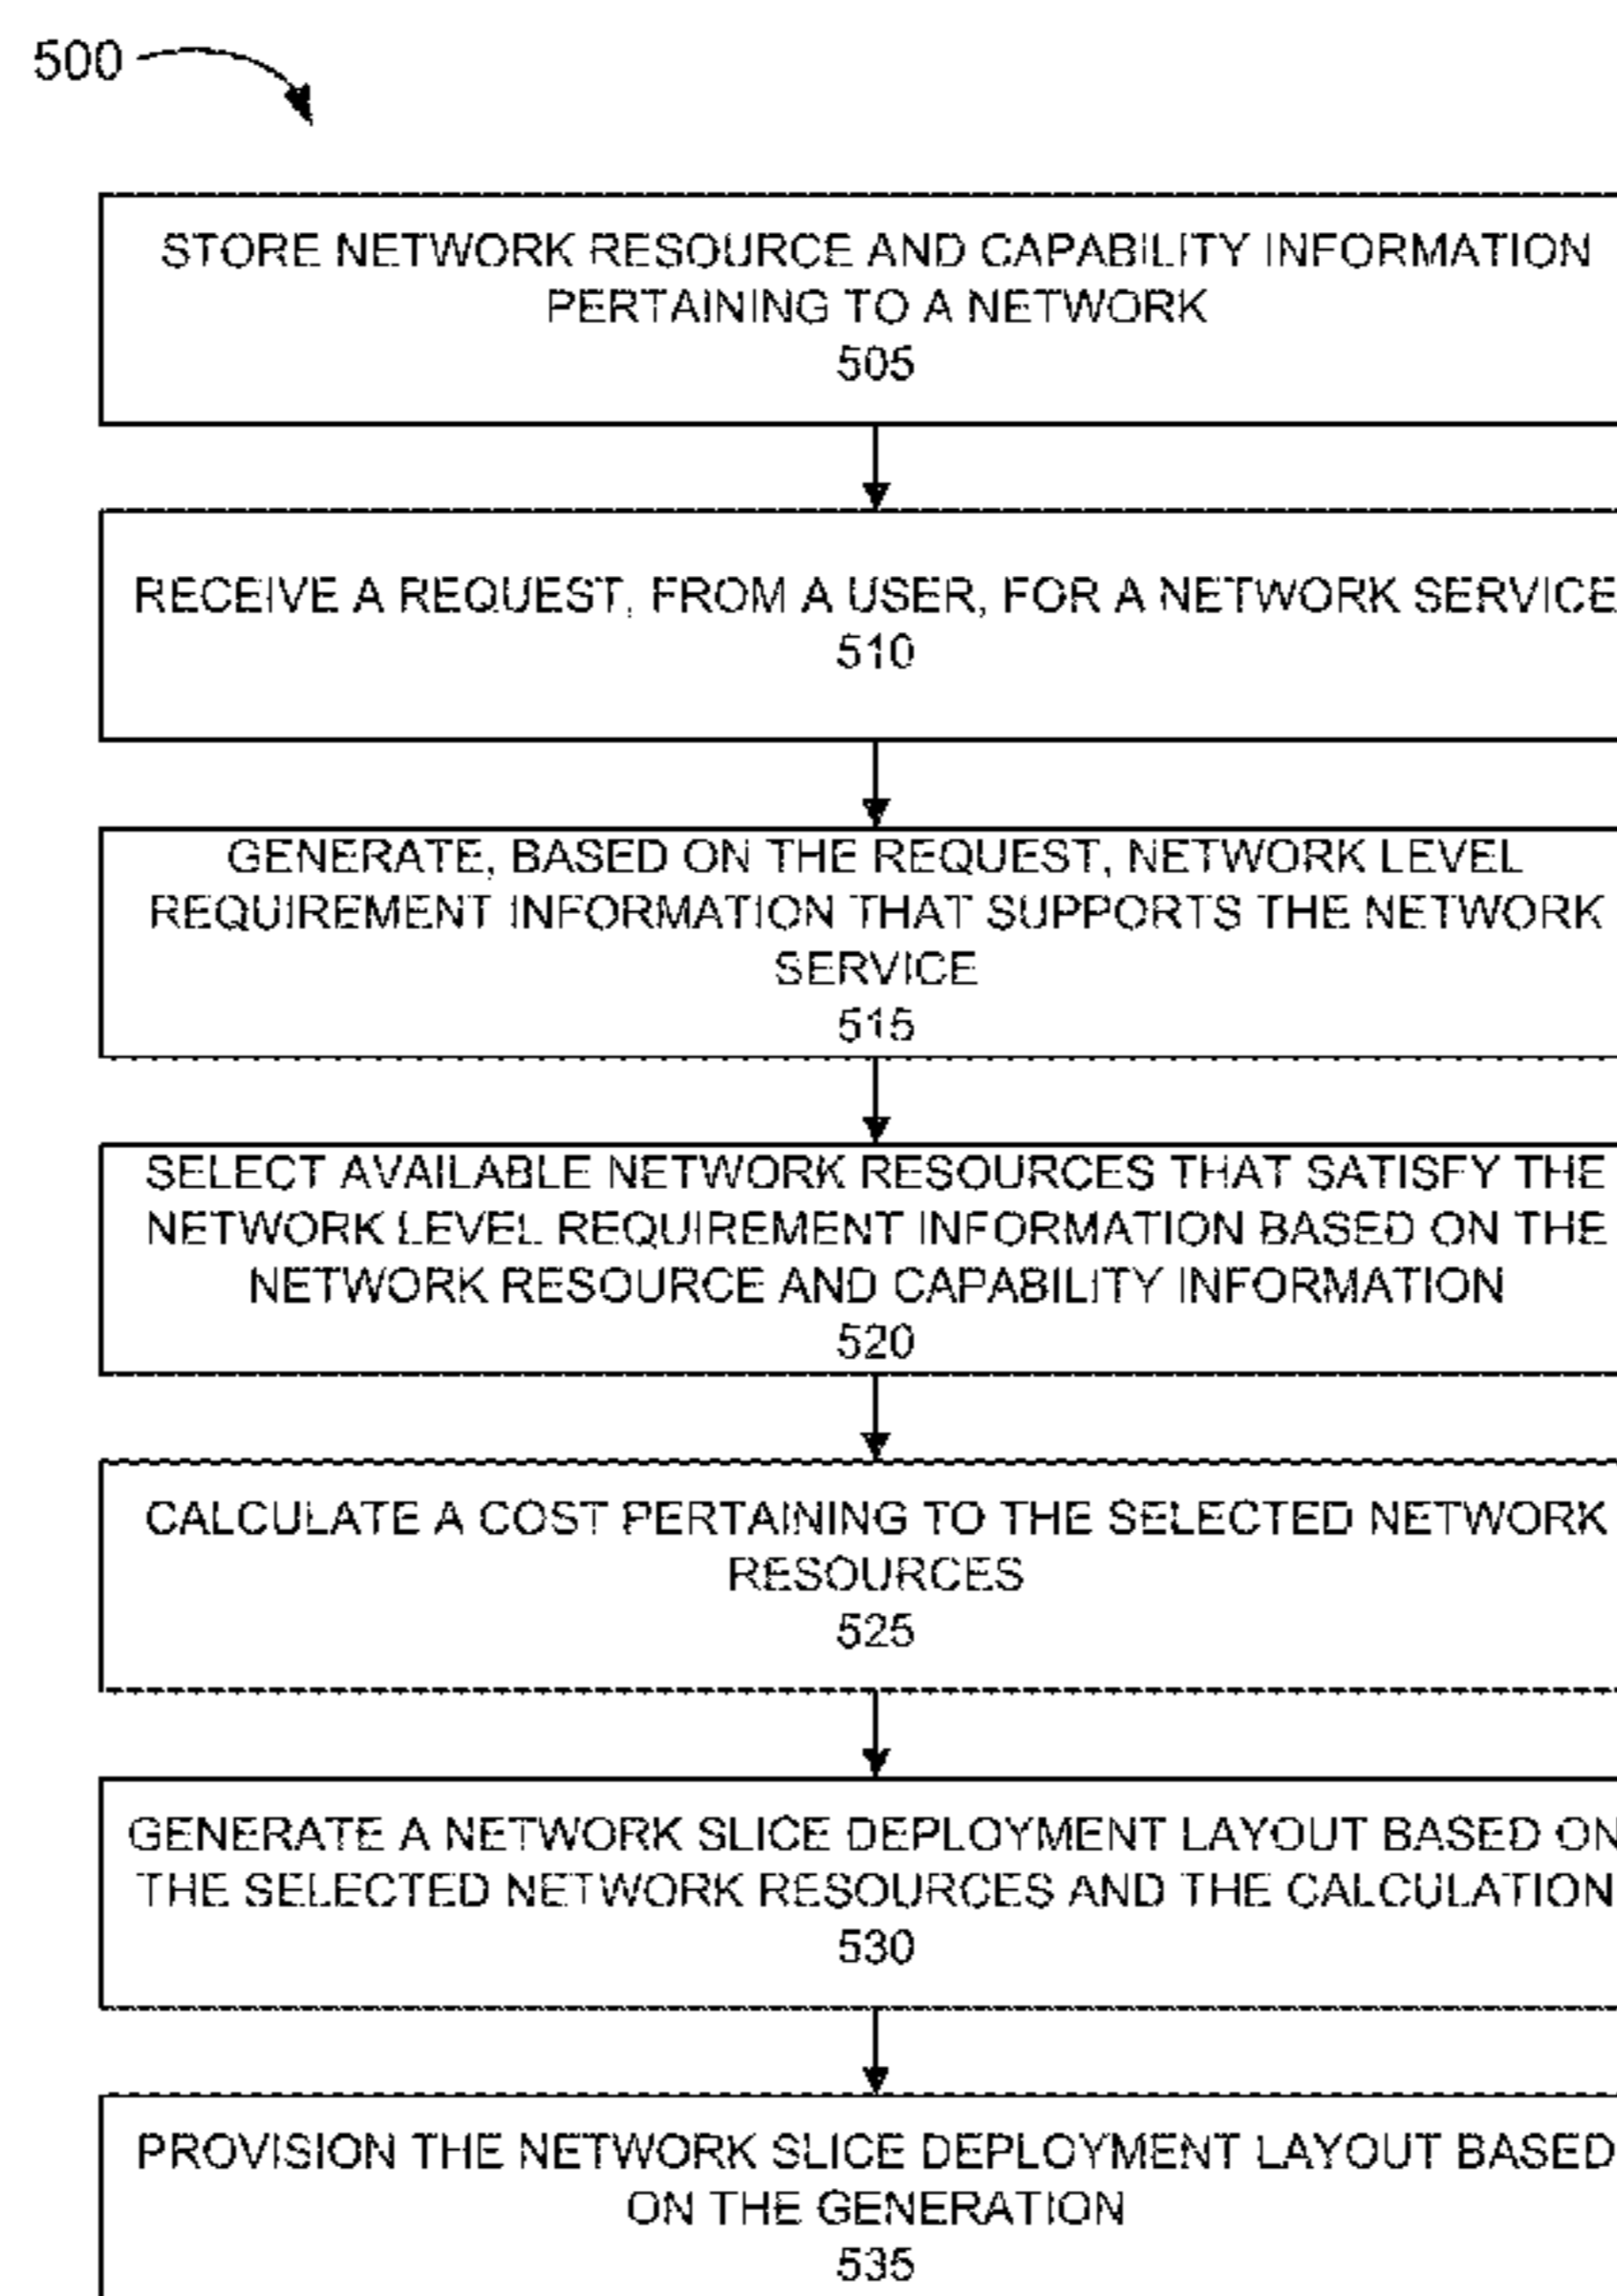 500
STORE NETWORK RESOURCE AND CAPABILITY INFORMATION
PERTAINING TO A NETWORK
505
RECEIVE A REQUEST, FROM A USER, FOR A NETWORK SERVICE
510
GENERATE, BASED ON THE REQUEST, NETWORK LEVEL
REQUIREMENT INFORMATION THAT SUPPORTS THE NETWORK
SERVICE
515
SELECT AVAILABLE NETWORK RESOURCES THAT SATISFY THE
NETWORK LEVEL REQUIREMENT INFORMATION BASED ON THE
NETWORK RESOURCE AND CAPABILITY INFORMATION
520
CALCULATE A COST PERTAINING TO THE SELECTED NETWORK
RESOURCES
525
GENERATE A NETWORK SLICE DEPLOYMENT LAYOUT BASED ON
THE SELECTED NETWORK RESOURCES AND THE CALCULATION
530
PROVISION THE NETWORK SLICE DEPLOYMENT LAYOUT BASED
ON THE GENERATION
535